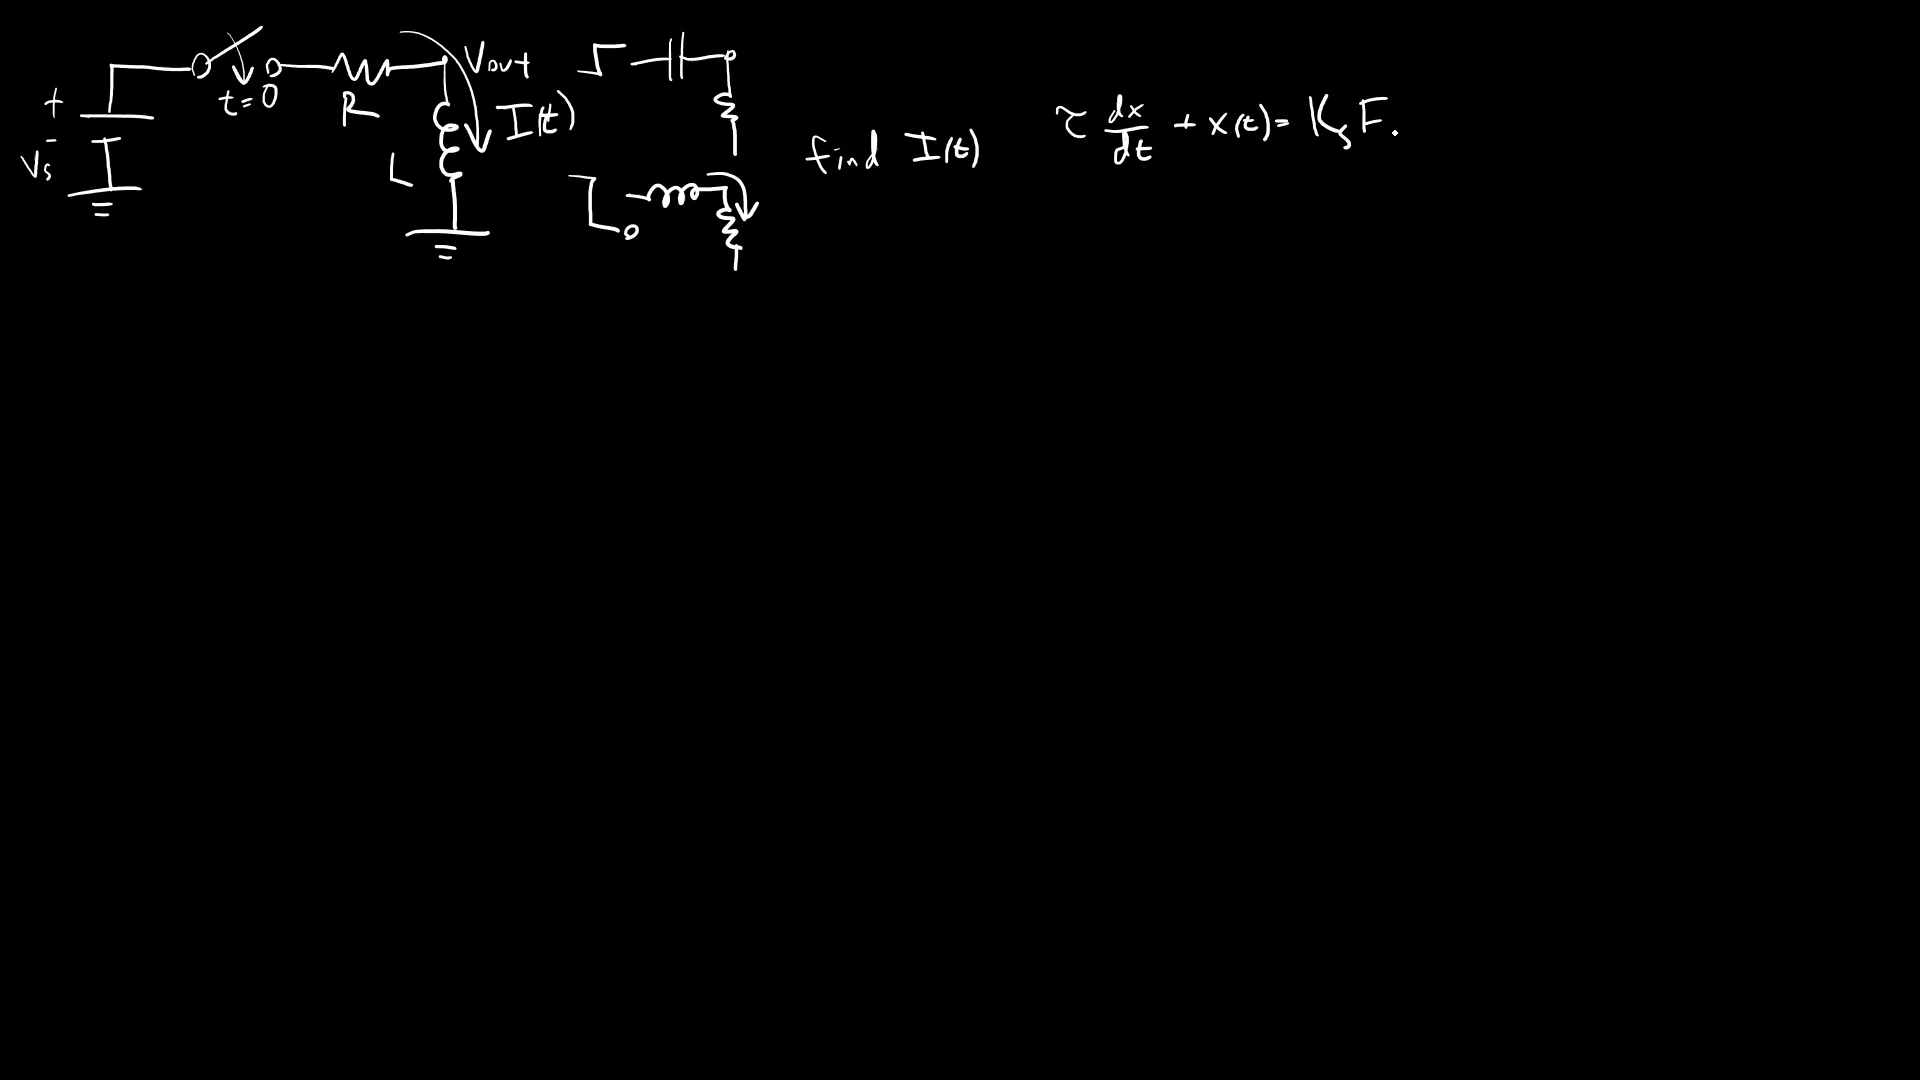 +
-
Vs
t=0
R
L
Vout
I(t)
find I(t)
τ dx/dt + x(t) = KsF.